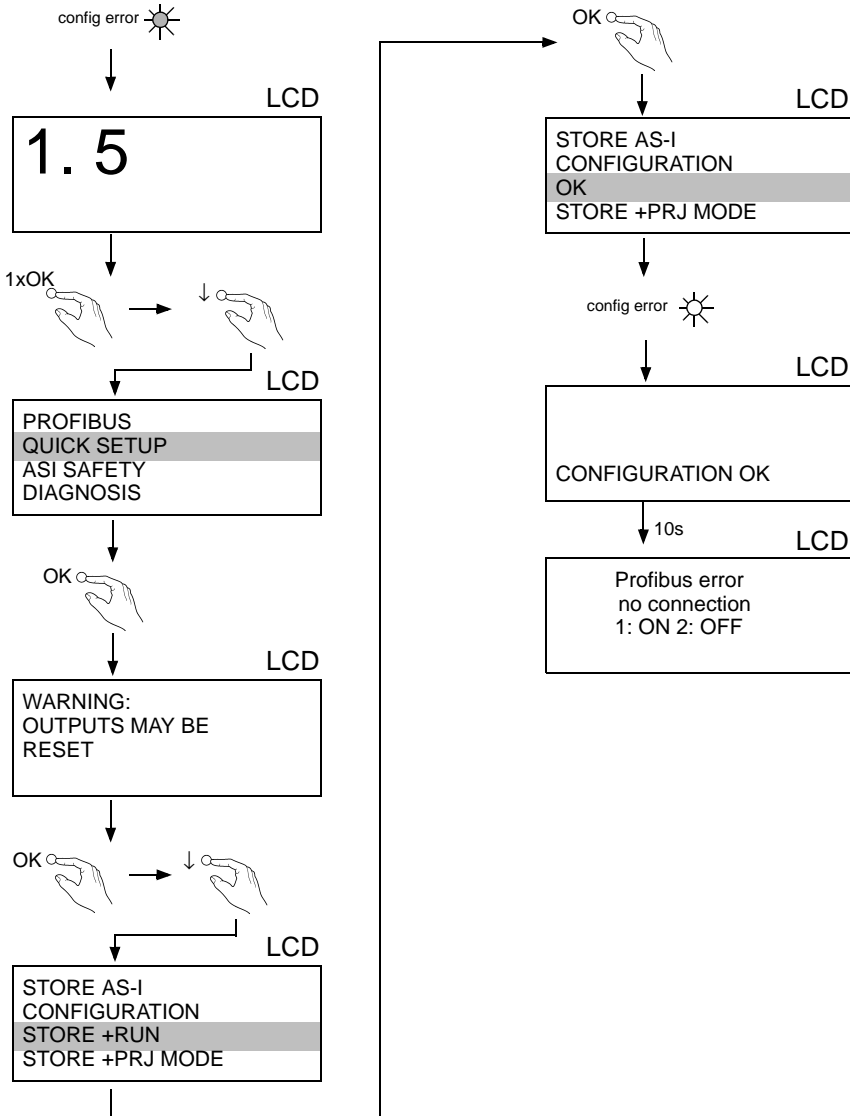 config error
LCD
1. 5
1xOK
↓
LCD
PROFIBUS
QUICK SETUP
ASI SAFETY
DIAGNOSIS
OK
LCD
WARNING:
OUTPUTS MAY BE
RESET
OK
↓
LCD
STORE AS-I
CONFIGURATION
STORE +RUN
STORE +PRJ MODE
OK
LCD
STORE AS-I
CONFIGURATION
OK
STORE +PRJ MODE
config error
LCD
CONFIGURATION OK
10s
LCD
Profibus error
no connection
1: ON 2: OFF